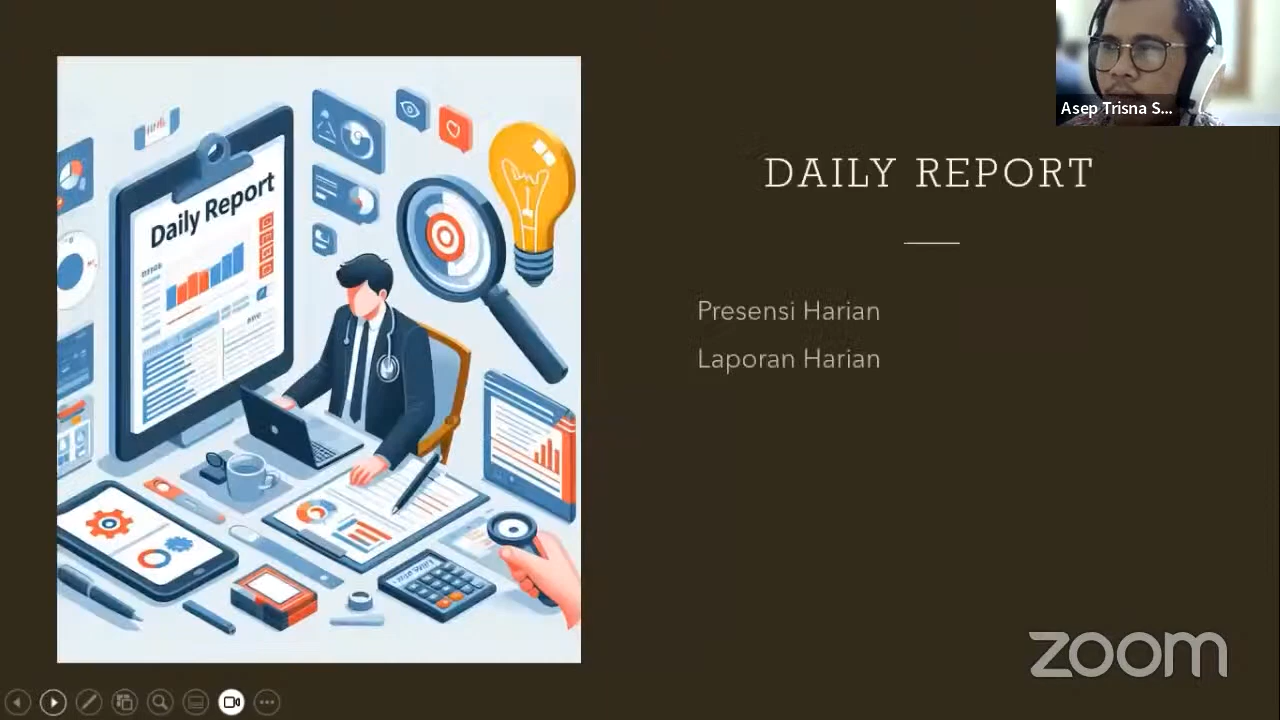 Asep Trisna S...
Daily Report
DAILY REPORT
Presensi Harian
Laporan Harian
zoom